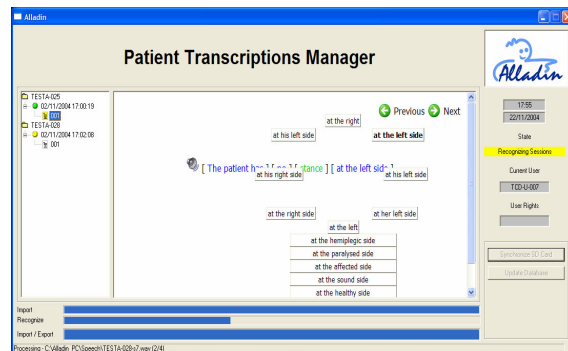 Alladin
Patient Transcriptions Manager
Alladin
TESTA-025
02/11/2004 17:00:19
001
TESTA-028
02/11/2004 17:02:08
001
Previous Next
at the right
at his left side
at the left side
[ The patient has ] [ no ] [ stance ] [ at the left side ]
at his right side
at his left side
at the right side
at her left side
at the left
at the hemiplegic side
at the paralysed side
at the affected side
at the sound side
at the healthy side
17:55
22/11/2004
State
Recognizing Sessions
Current User
TCD-U-007
User Rights
Synchronize SD Card
Update Database
Import
Recognize
Import / Export
Processing - C:\Alladin_PC\Speech\TESTA-028-s7.wav (2/4)